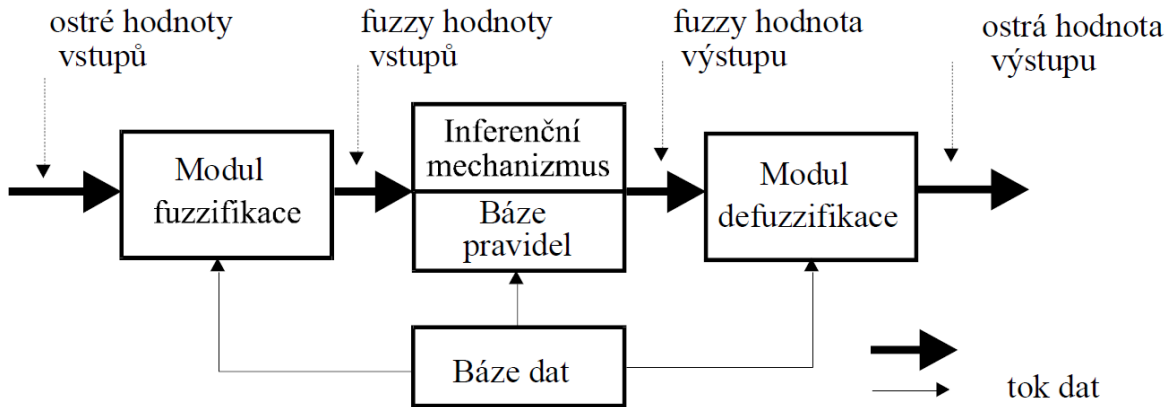 ostré hodnoty
vstupů
fuzzy hodnoty
vstupů
fuzzy hodnota
výstupu
ostrá hodnota
výstupu
Modul
fuzzifikace
Inferenční
mechanizmus
Báze
pravidel
Modul
defuzzifikace
Báze dat
tok dat